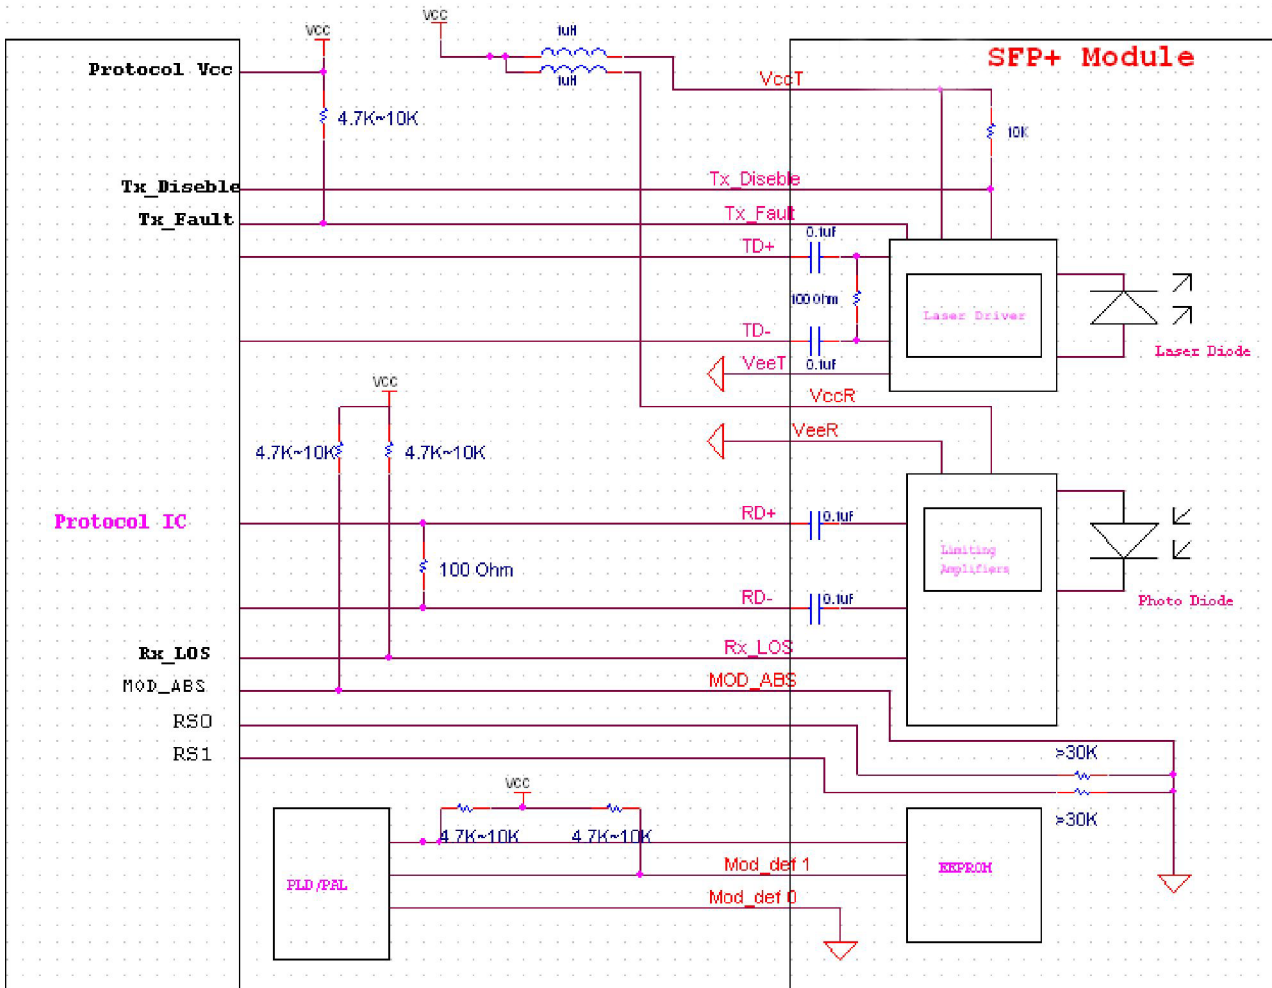 VCC
VCC
1uH
SFP+ Module
Protocol Vcc
1uH
VccT
4.7K~10K
10K
Tx_Diseble
Tx_Diseble
Tx_Fault
Tx_Fault
0.1uF
TD+
100 Ohm
Laser Driver
TD-
Laser Diode
VeeT
0.1uF
VCC
VccR
VeeR
4.7K~10K
4.7K~10K
RD+
0.1uF
Protocol IC
Limiting
Amplifiers
100 Ohm
RD-
0.1uF
Photo Diode
Rx_LOS
Rx_LOS
MOD_ABS
MOD_ABS
RS0
RS1
>30K
VCC
>30K
4.7K~10K
4.7K~10K
Mod_def 1
EEPROM
PLD/PAL
Mod_def 0